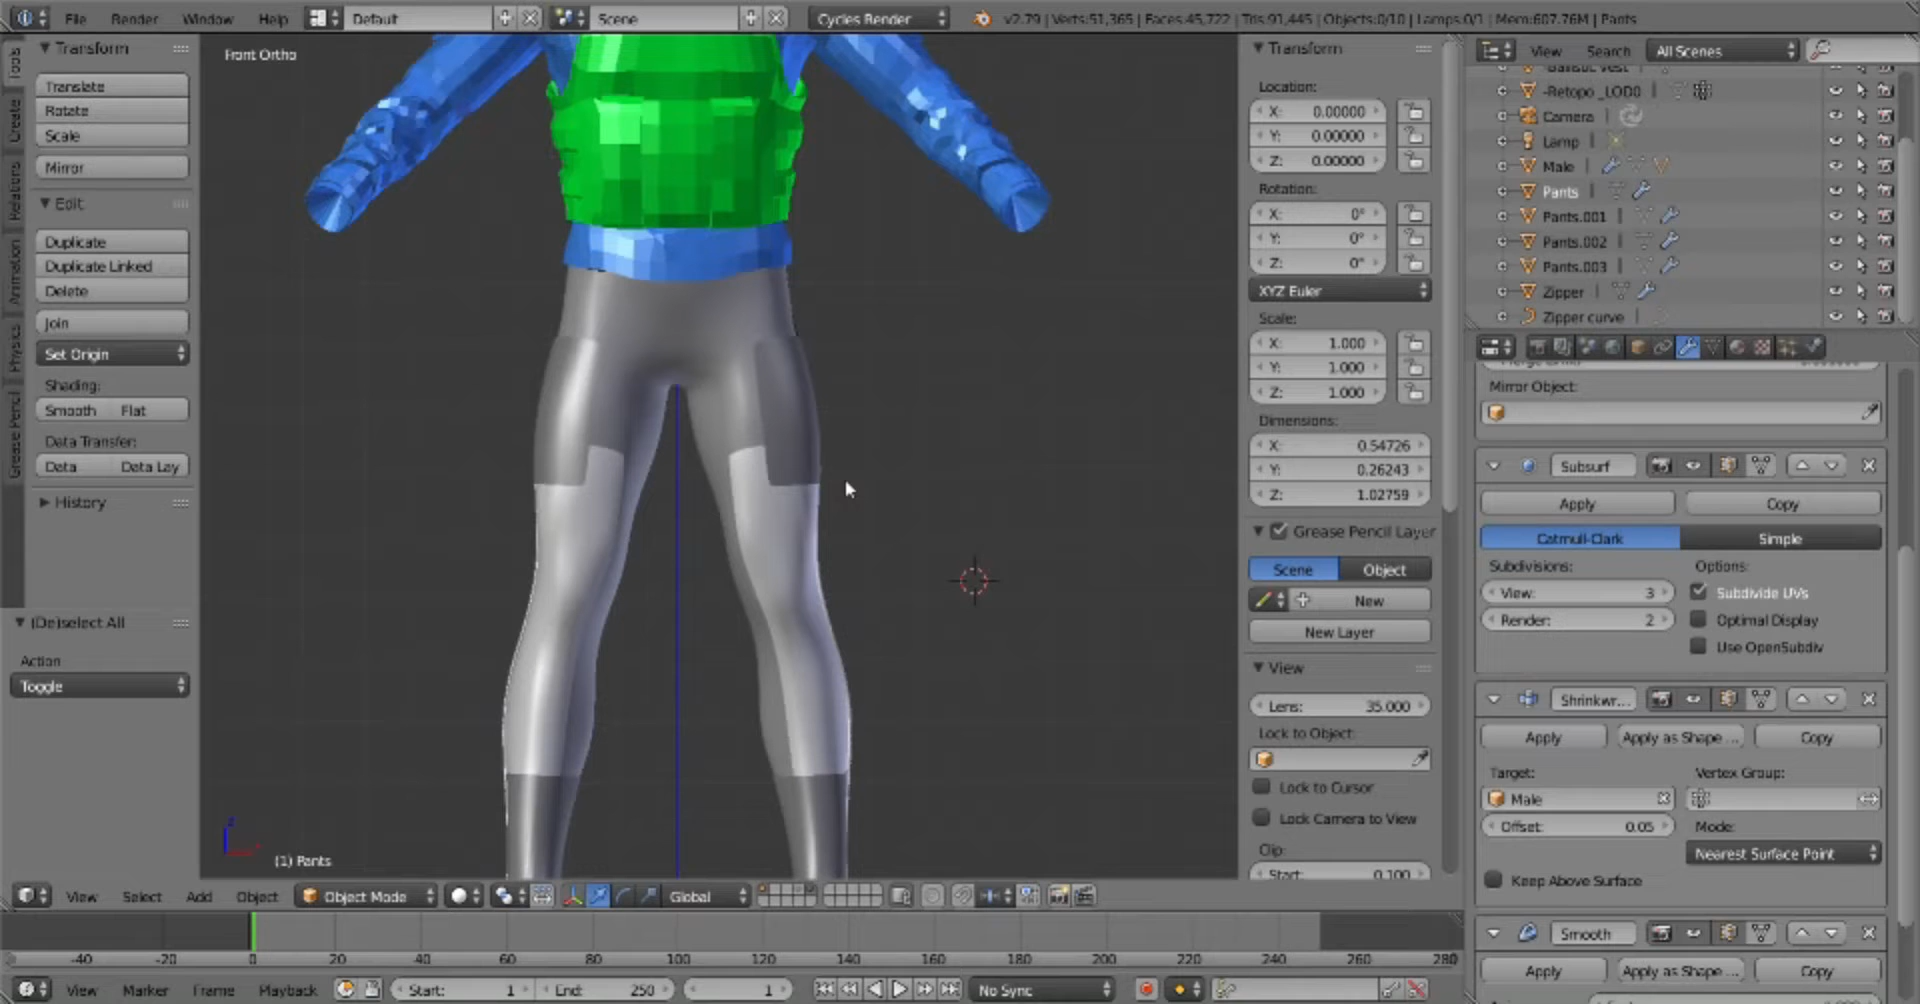 File Render Window Help Default Scene Cycles Render v2.79 | Verts:51,365 | Faces:45,722 | Tris:91,445 | Objects:0/10 | Lamps:0/1 | Mem:607.76M | Pants
Tools
Create
Relations
Animation
Physics
Grease Pencil
Transform
Translate
Rotate
Scale
Mirror
Edit
Duplicate
Duplicate Linked
Delete
Join
Set Origin
Shading:
Smooth Flat
Data Transfer:
Data Data Lay
History
(De)select All
Action
Toggle
Front Ortho
(1) Pants
Transform
Location:
X: 0.00000
Y: 0.00000
Z: 0.00000
Rotation:
X: 0°
Y: 0°
Z: 0°
XYZ Euler
Scale:
X: 1.000
Y: 1.000
Z: 1.000
Dimensions:
X: 0.54726
Y: 0.26243
Z: 1.02759
Grease Pencil Layer
Scene Object
New
New Layer
View
Lens: 35.000
Lock to Object:
Lock to Cursor
Lock Camera to View
Clip:
Start: 0.100
View Search All Scenes
-Ballistic Vest
-Retopo _LOD0
Camera
Lamp
Male
Pants
Pants.001
Pants.002
Pants.003
Zipper
Zipper curve
Mirror Object:
Subsurf
Apply Copy
Catmull-Clark Simple
Subdivisions: Options:
View: 3 Subdivide UVs
Render: 2 Optimal Display
Use OpenSubdiv
Shrinkwr...
Apply Apply as Shape ... Copy
Target: Vertex Group:
Male
Offset: 0.05 Mode:
Nearest Surface Point
Keep Above Surface
Smooth
Apply Apply as Shape ... Copy
View Select Add Object Object Mode Global
-40 -20 0 20 40 60 80 100 120 140 160 180 200 220 240 260 280
View Marker Frame Playback Start: 1 End: 250 1 No Sync